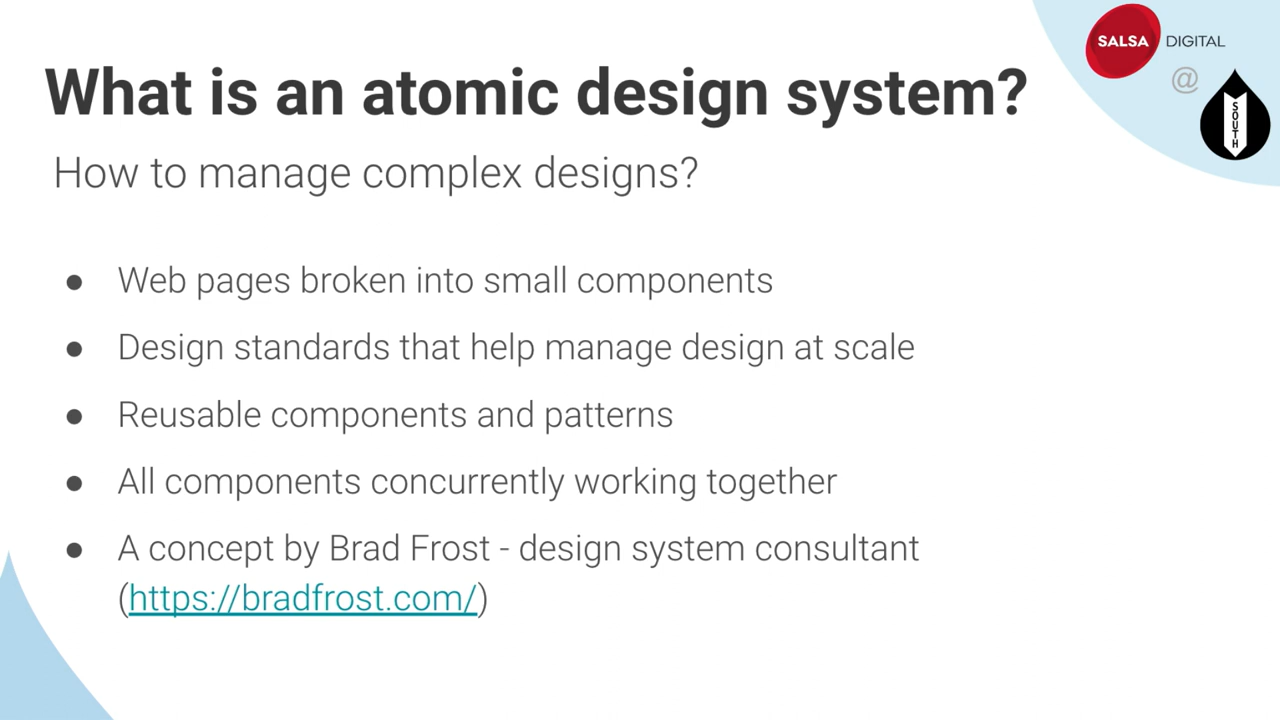 SALSA DIGITAL
@
SOUTH
What is an atomic design system?
How to manage complex designs?
● Web pages broken into small components
● Design standards that help manage design at scale
● Reusable components and patterns
● All components concurrently working together
● A concept by Brad Frost - design system consultant
(https://bradfrost.com/)